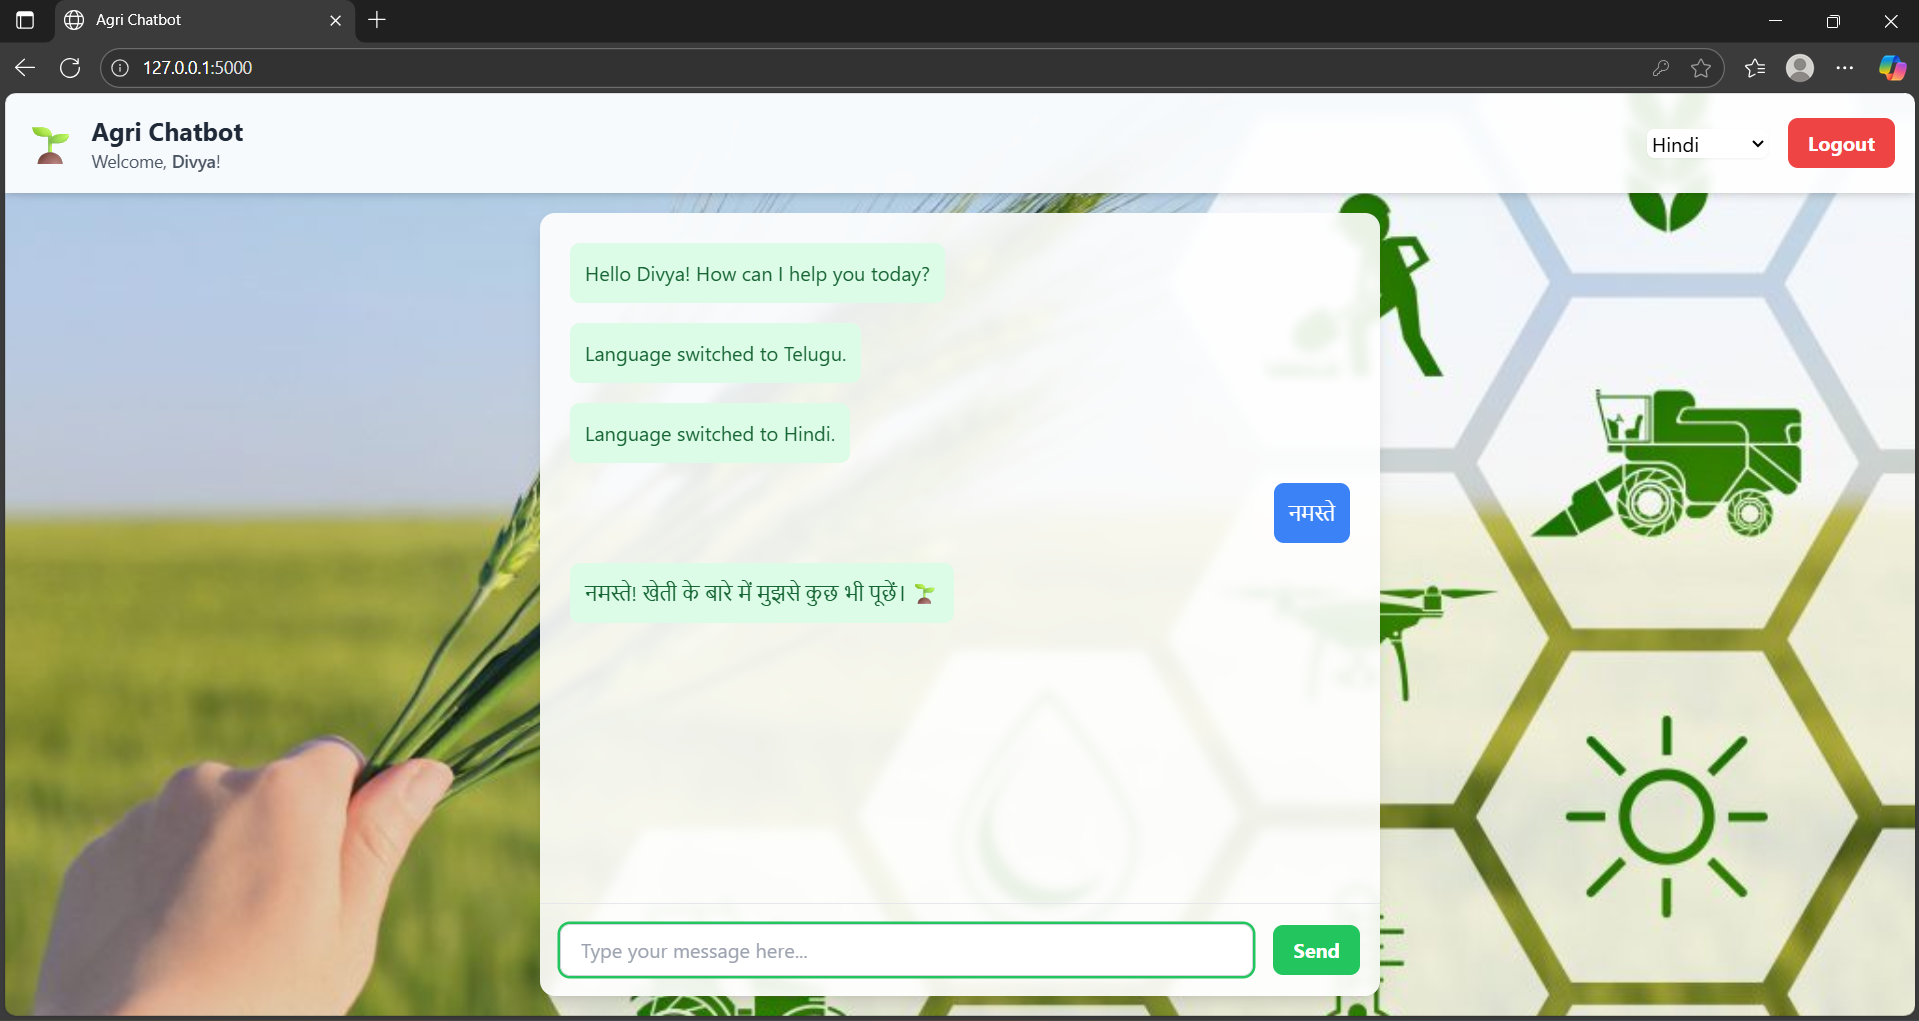 Agri Chatbot
127.0.0.1:5000
Agri Chatbot
Welcome, Divya!
Hindi
Logout
Hello Divya! How can I help you today?
Language switched to Telugu.
Language switched to Hindi.
नमस्ते
नमस्ते! खेती के बारे में मुझसे कुछ भी पूछें। 🌱
Type your message here...
Send